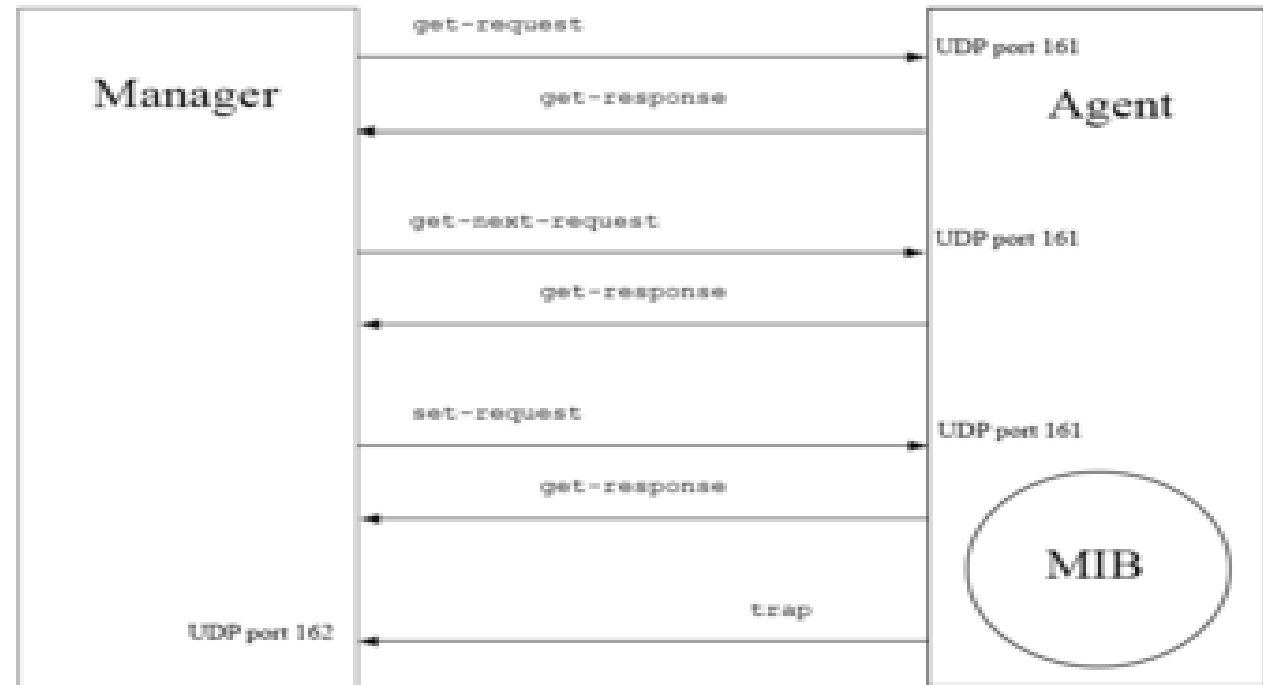 get-request
UDP port 161
Manager
get-response
Agent
get-next-request
UDP port 161
get-response
set-request
UDP port 161
get-response
MIB
trap
UDP port 162